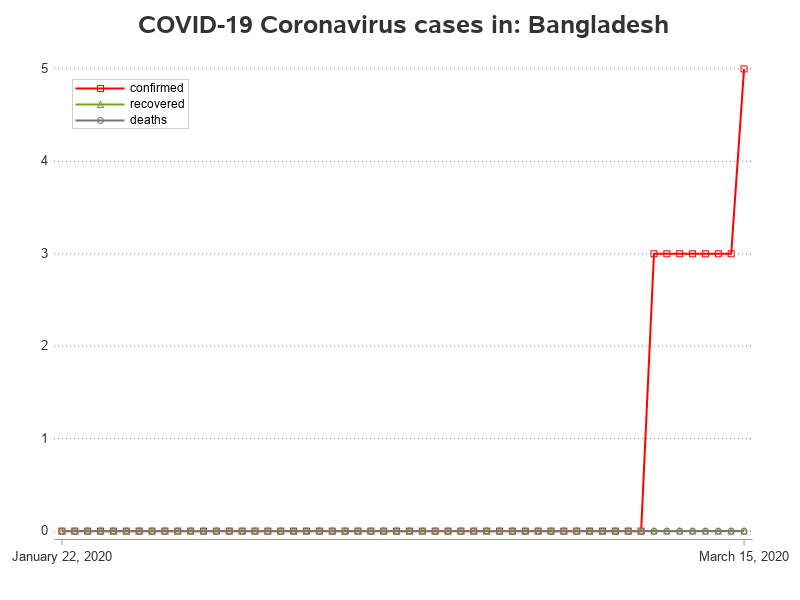 COVID-19 Coronavirus cases in: Bangladesh
5
confirmed
recovered
deaths
4
3
2
1
0
January 22, 2020
March 15, 2020